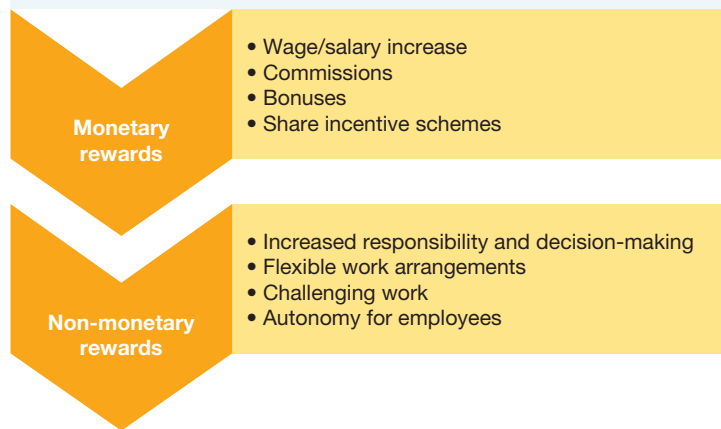 Monetary
rewards
• Wage/salary increase
• Commissions
• Bonuses
• Share incentive schemes
Non-monetary
rewards
• Increased responsibility and decision-making
• Flexible work arrangements
• Challenging work
• Autonomy for employees